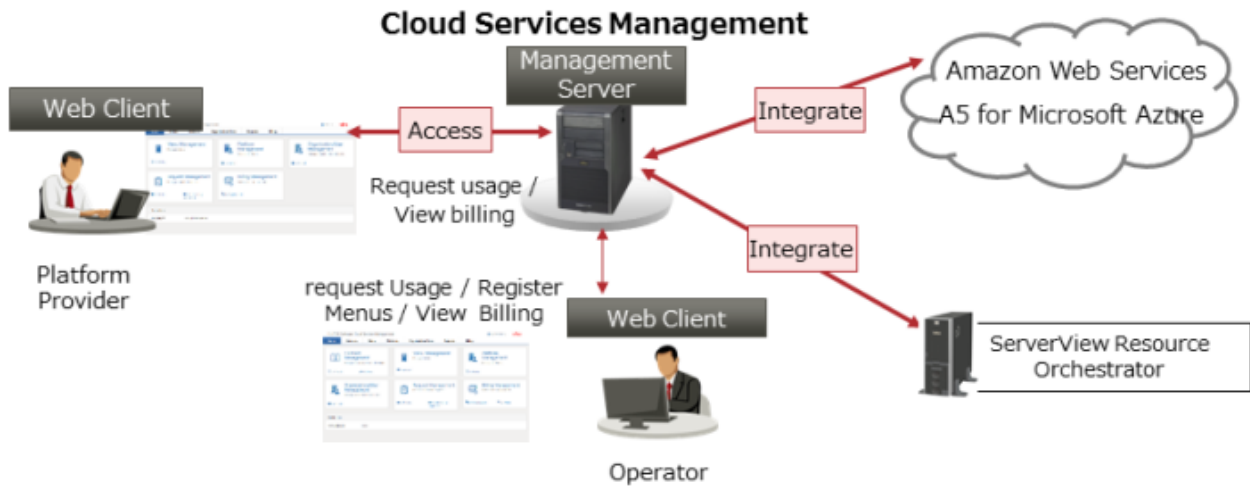 Cloud Services Management
Management
Server
Web Client
Access
Integrate
Amazon Web Services
A5 for Microsoft Azure
Request usage /
View billing
Integrate
Platform
Provider
request Usage / Register
Menus / View Billing
Web Client
ServerView Resource
Orchestrator
Operator